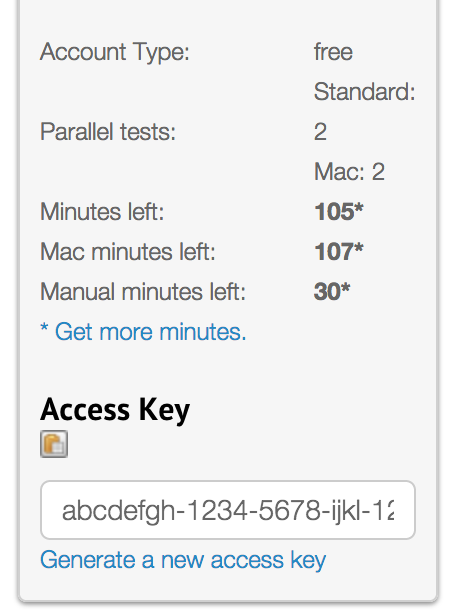 Account Type: free
Standard:
Parallel tests: 2
Mac: 2
Minutes left: 105*
Mac minutes left: 107*
Manual minutes left: 30*
* Get more minutes.
Access Key
abcdefgh-1234-5678-ijkl-12
Generate a new access key